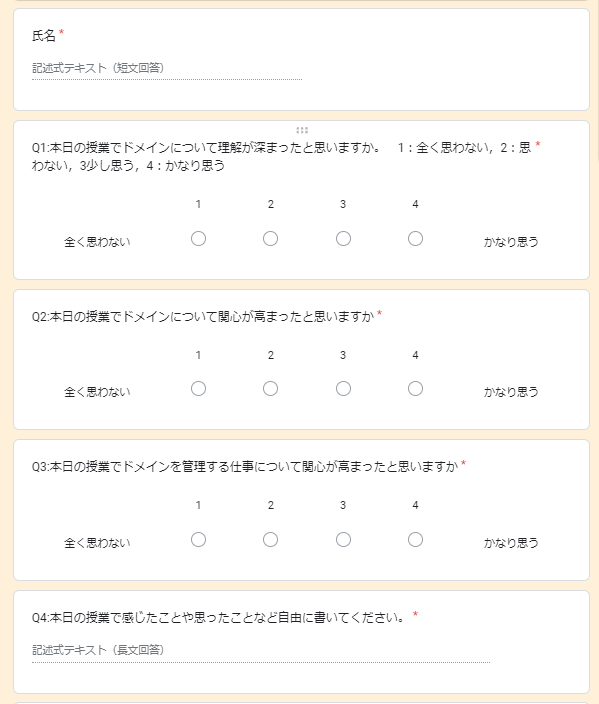 氏名 *
記述式テキスト（短文回答）
Q1:本日の授業でドメインについて理解が深まったと思いますか。　1：全く思わない，2：思 *
わない，3少し思う，4：かなり思う
1 2 3 4
全く思わない かなり思う
Q2:本日の授業でドメインについて関心が高まったと思いますか *
1 2 3 4
全く思わない かなり思う
Q3:本日の授業でドメインを管理する仕事について関心が高まったと思いますか *
1 2 3 4
全く思わない かなり思う
Q4:本日の授業で感じたことや思ったことなど自由に書いてください。 *
記述式テキスト（長文回答）